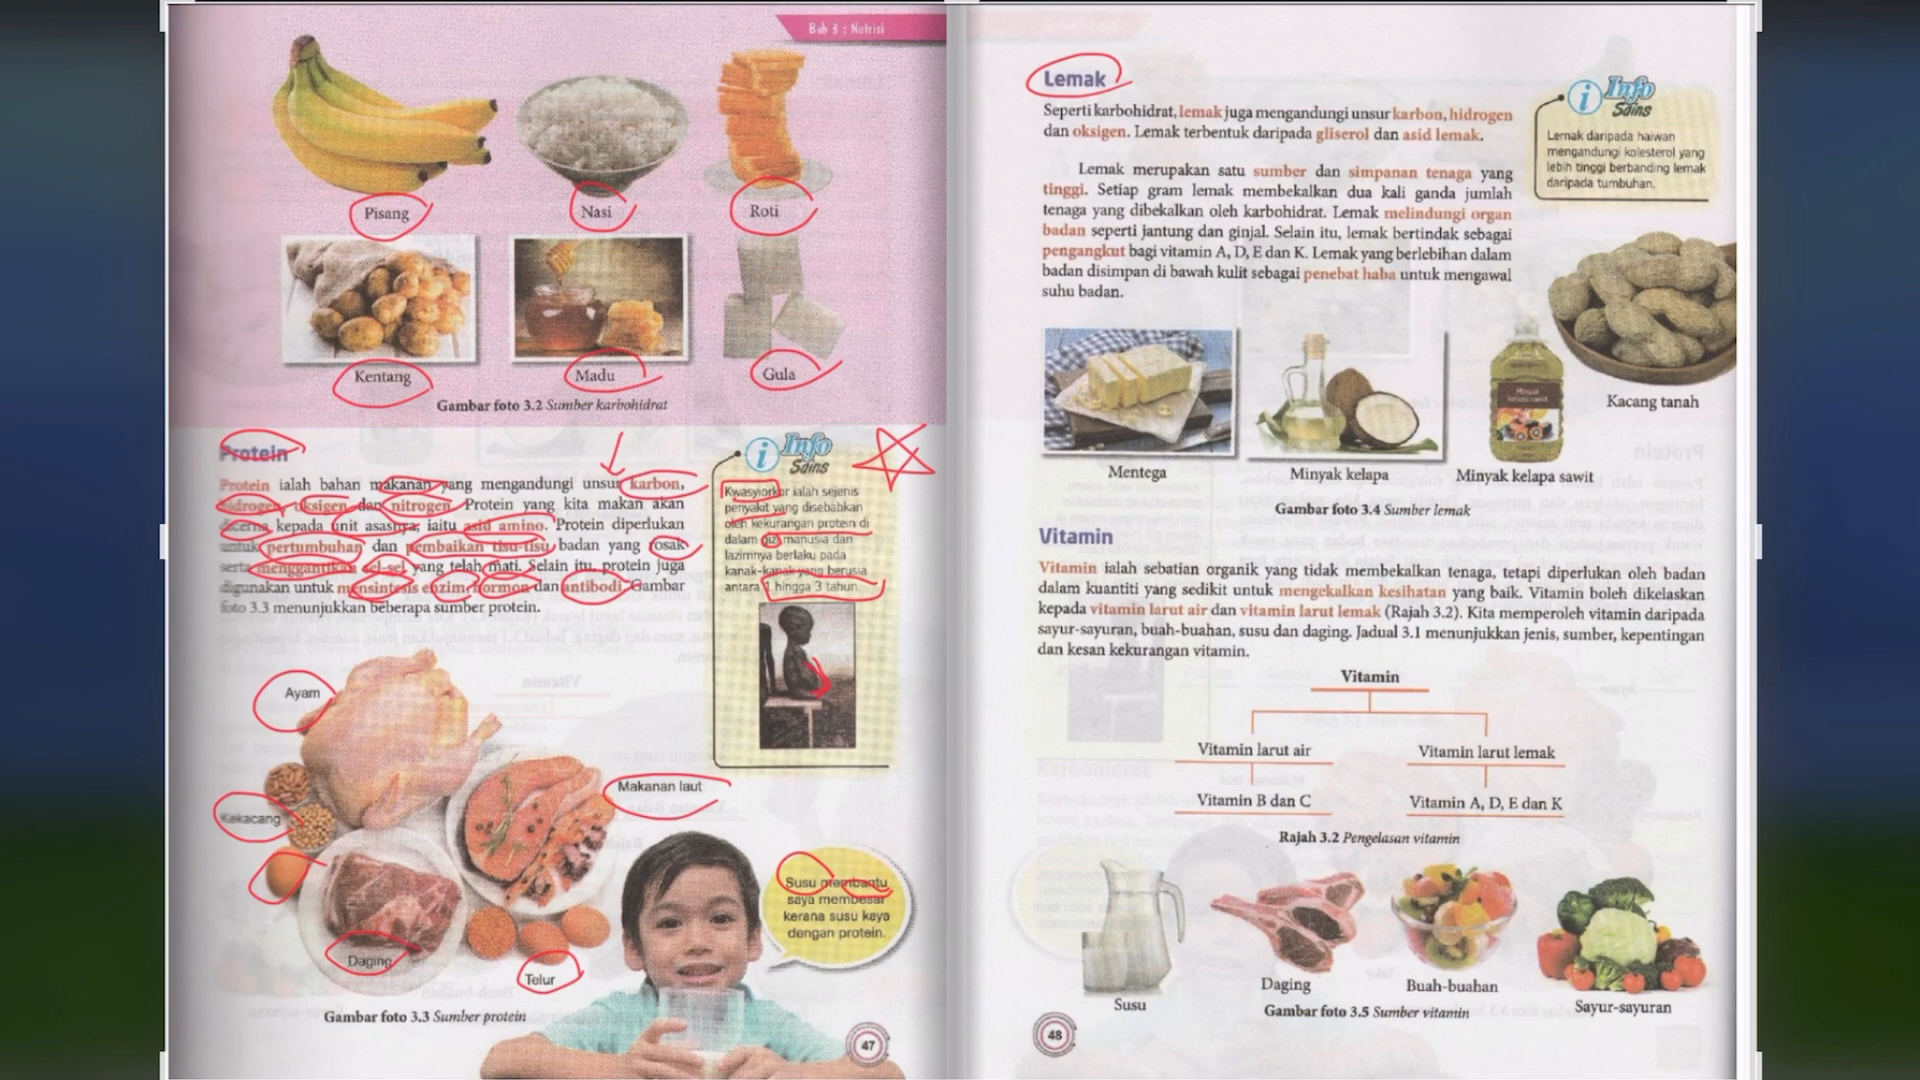 Bab 3 : Nutrisi
Pisang
Nasi
Roti
Kentang
Madu
Gula
Gambar foto 3.2 Sumber karbohidrat
Protein
Protein ialah bahan makanan yang mengandungi unsur karbon,
hidrogen, oksigen dan nitrogen. Protein yang kita makan akan
dicerna kepada unit asasnya, iaitu asid amino. Protein diperlukan
untuk pertumbuhan dan pembaikan tisu-tisu badan yang rosak
serta menggantikan sel-sel yang telah mati. Selain itu, protein juga
digunakan untuk mensintesis enzim, hormon dan antibodi. Gambar
foto 3.3 menunjukkan beberapa sumber protein.
i Info
Sains
Kwasyiorkor ialah sejenis
penyakit yang disebabkan
oleh kekurangan protein di
dalam gizi manusia dan
lazimnya berlaku pada
kanak-kanak yang berusia
antara 1 hingga 3 tahun.
Ayam
Makanan laut
Kekacang
Daging
Telur
Susu membantu
saya membesar
kerana susu kaya
dengan protein.
Gambar foto 3.3 Sumber protein
47
Lemak
Seperti karbohidrat, lemak juga mengandungi unsur karbon, hidrogen
dan oksigen. Lemak terbentuk daripada gliserol dan asid lemak.
Lemak merupakan satu sumber dan simpanan tenaga yang
tinggi. Setiap gram lemak membekalkan dua kali ganda jumlah
tenaga yang dibekalkan oleh karbohidrat. Lemak melindungi organ
badan seperti jantung dan ginjal. Selain itu, lemak bertindak sebagai
pengangkut bagi vitamin A, D, E dan K. Lemak yang berlebihan dalam
badan disimpan di bawah kulit sebagai penebat haba untuk mengawal
suhu badan.
i Info
Sains
Lemak daripada haiwan
mengandungi kolesterol yang
lebih tinggi berbanding lemak
daripada tumbuhan.
Mentega
Minyak kelapa
Minyak kelapa sawit
Kacang tanah
Gambar foto 3.4 Sumber lemak
Vitamin
Vitamin ialah sebatian organik yang tidak membekalkan tenaga, tetapi diperlukan oleh badan
dalam kuantiti yang sedikit untuk mengekalkan kesihatan yang baik. Vitamin boleh dikelaskan
kepada vitamin larut air dan vitamin larut lemak (Rajah 3.2). Kita memperoleh vitamin daripada
sayur-sayuran, buah-buahan, susu dan daging. Jadual 3.1 menunjukkan jenis, sumber, kepentingan
dan kesan kekurangan vitamin.
Vitamin
Vitamin larut air
Vitamin larut lemak
Vitamin B dan C
Vitamin A, D, E dan K
Rajah 3.2 Pengelasan vitamin
Susu
Daging
Buah-buahan
Sayur-sayuran
Gambar foto 3.5 Sumber vitamin
48